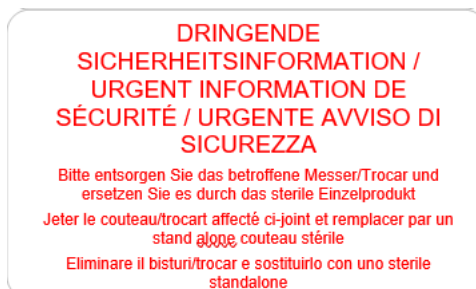 DRINGENDE
SICHERHEITSINFORMATION /
URGENT INFORMATION DE
SÉCURITÉ / URGENTE AVVISO DI
SICUREZZA
Bitte entsorgen Sie das betroffene Messer/Trocar und
ersetzen Sie es durch das sterile Einzelprodukt
Jeter le couteau/trocart affecté ci-joint et remplacer par un
stand alone couteau stérile
Eliminare il bisturi/trocar e sostituirlo con uno sterile
standalone